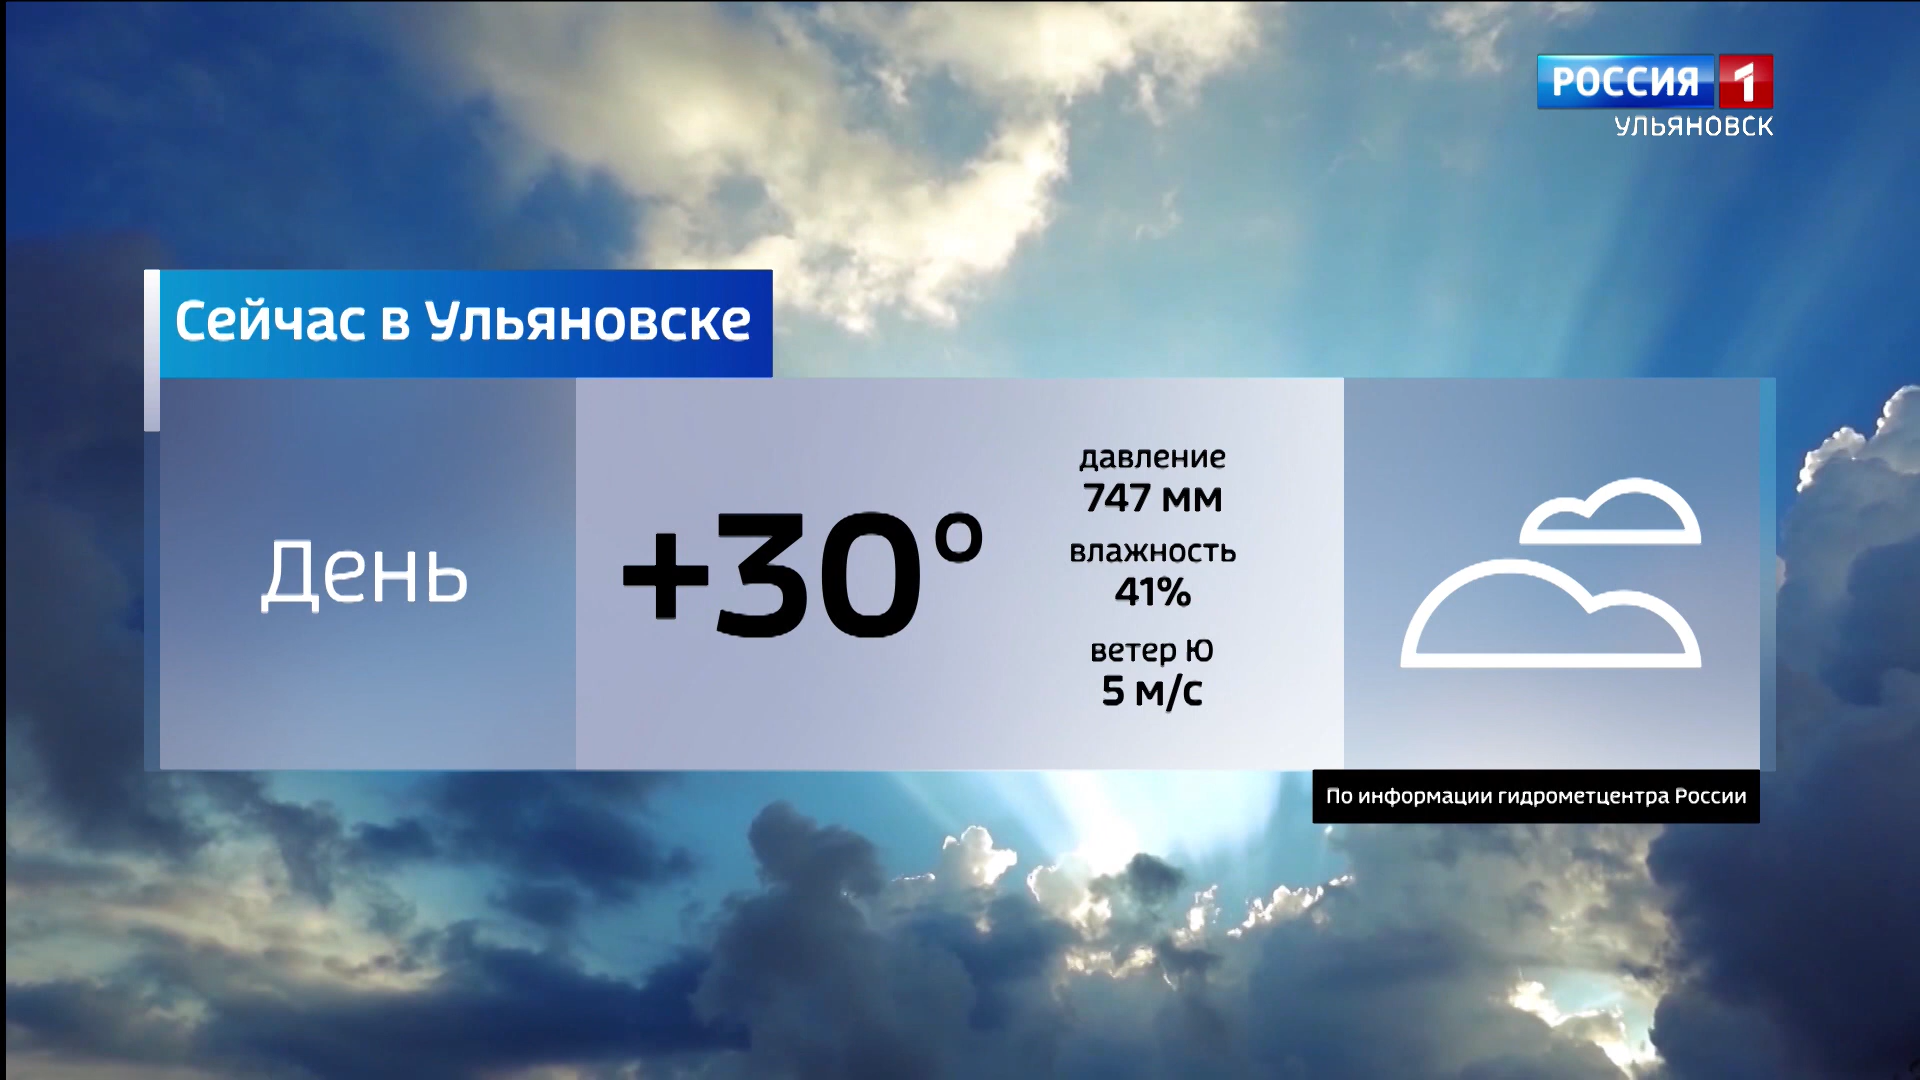 РОССИЯ 1
УЛЬЯНОВСК
Сейчас в Ульяновске
День
+30°
давление
747 мм
влажность
41%
ветер Ю
5 м/с
По информации гидрометцентра России